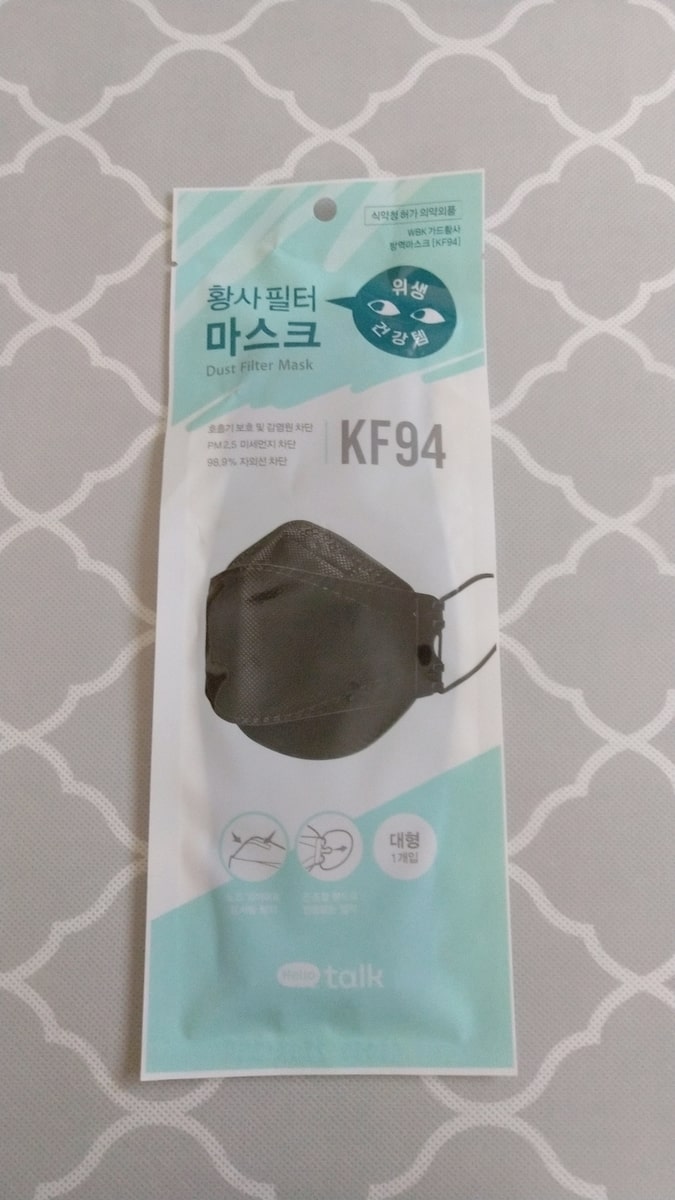 식약청 허가 의약외품
WBK 가드황사
방역마스크 [KF94]
위생
건강템
황사 필터
마스크
Dust Filter Mask
호흡기 보호 및 감염원 차단
PM2.5 미세먼지 차단
98.9% 자외선 차단
KF94
대형
1개입
Hello talk